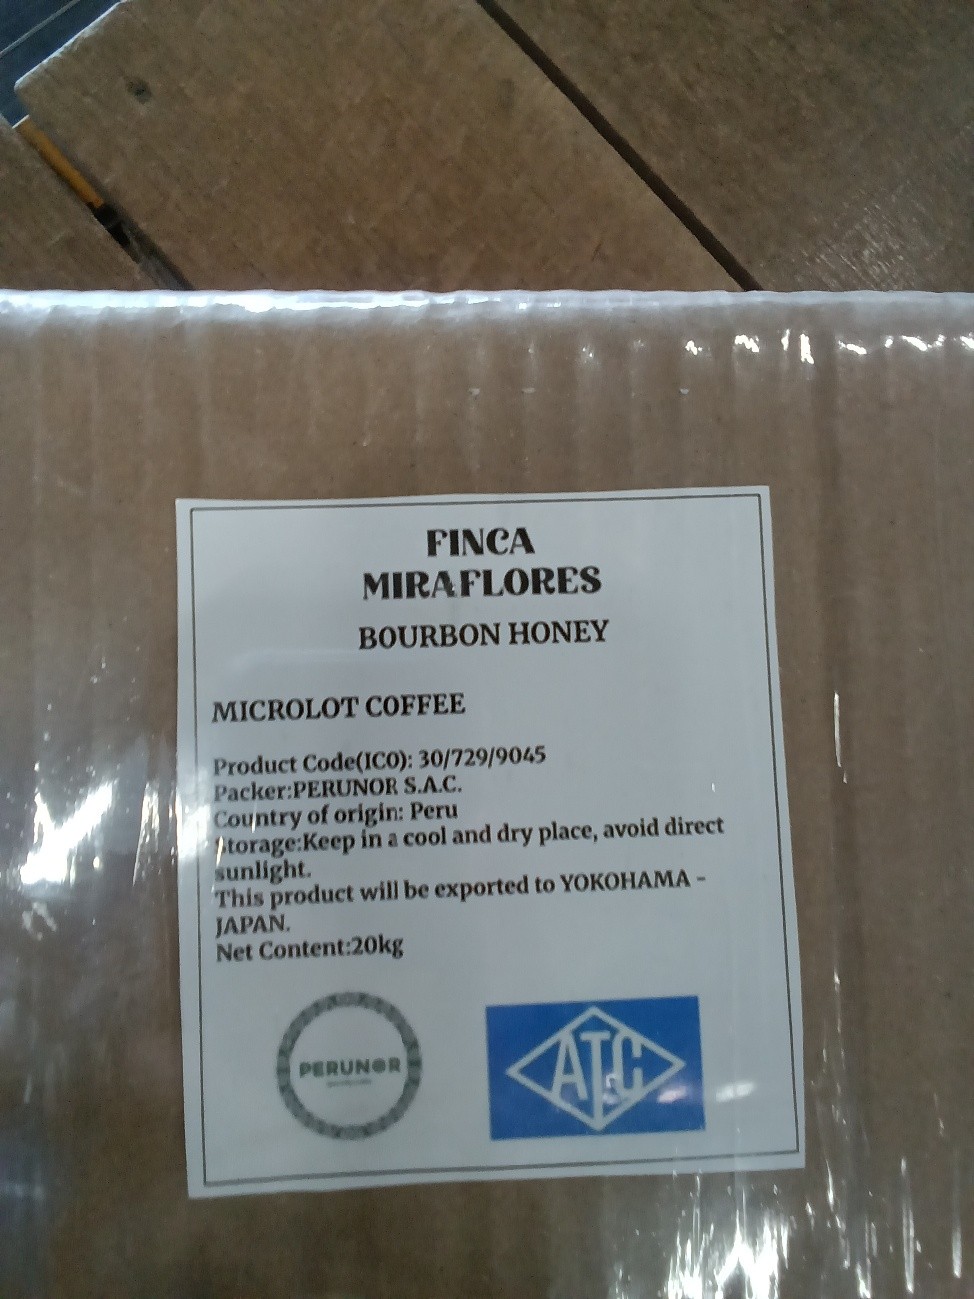 FINCA
MIRAFLORES
BOURBON HONEY
MICROLOT COFFEE
Product Code(ICO): 30/729/9045
Packer:PERUNOR S.A.C.
Country of origin: Peru
Storage:Keep in a cool and dry place, avoid direct
sunlight.
This product will be exported to YOKOHAMA -
JAPAN.
Net Content:20kg
PERUNOR
ATC